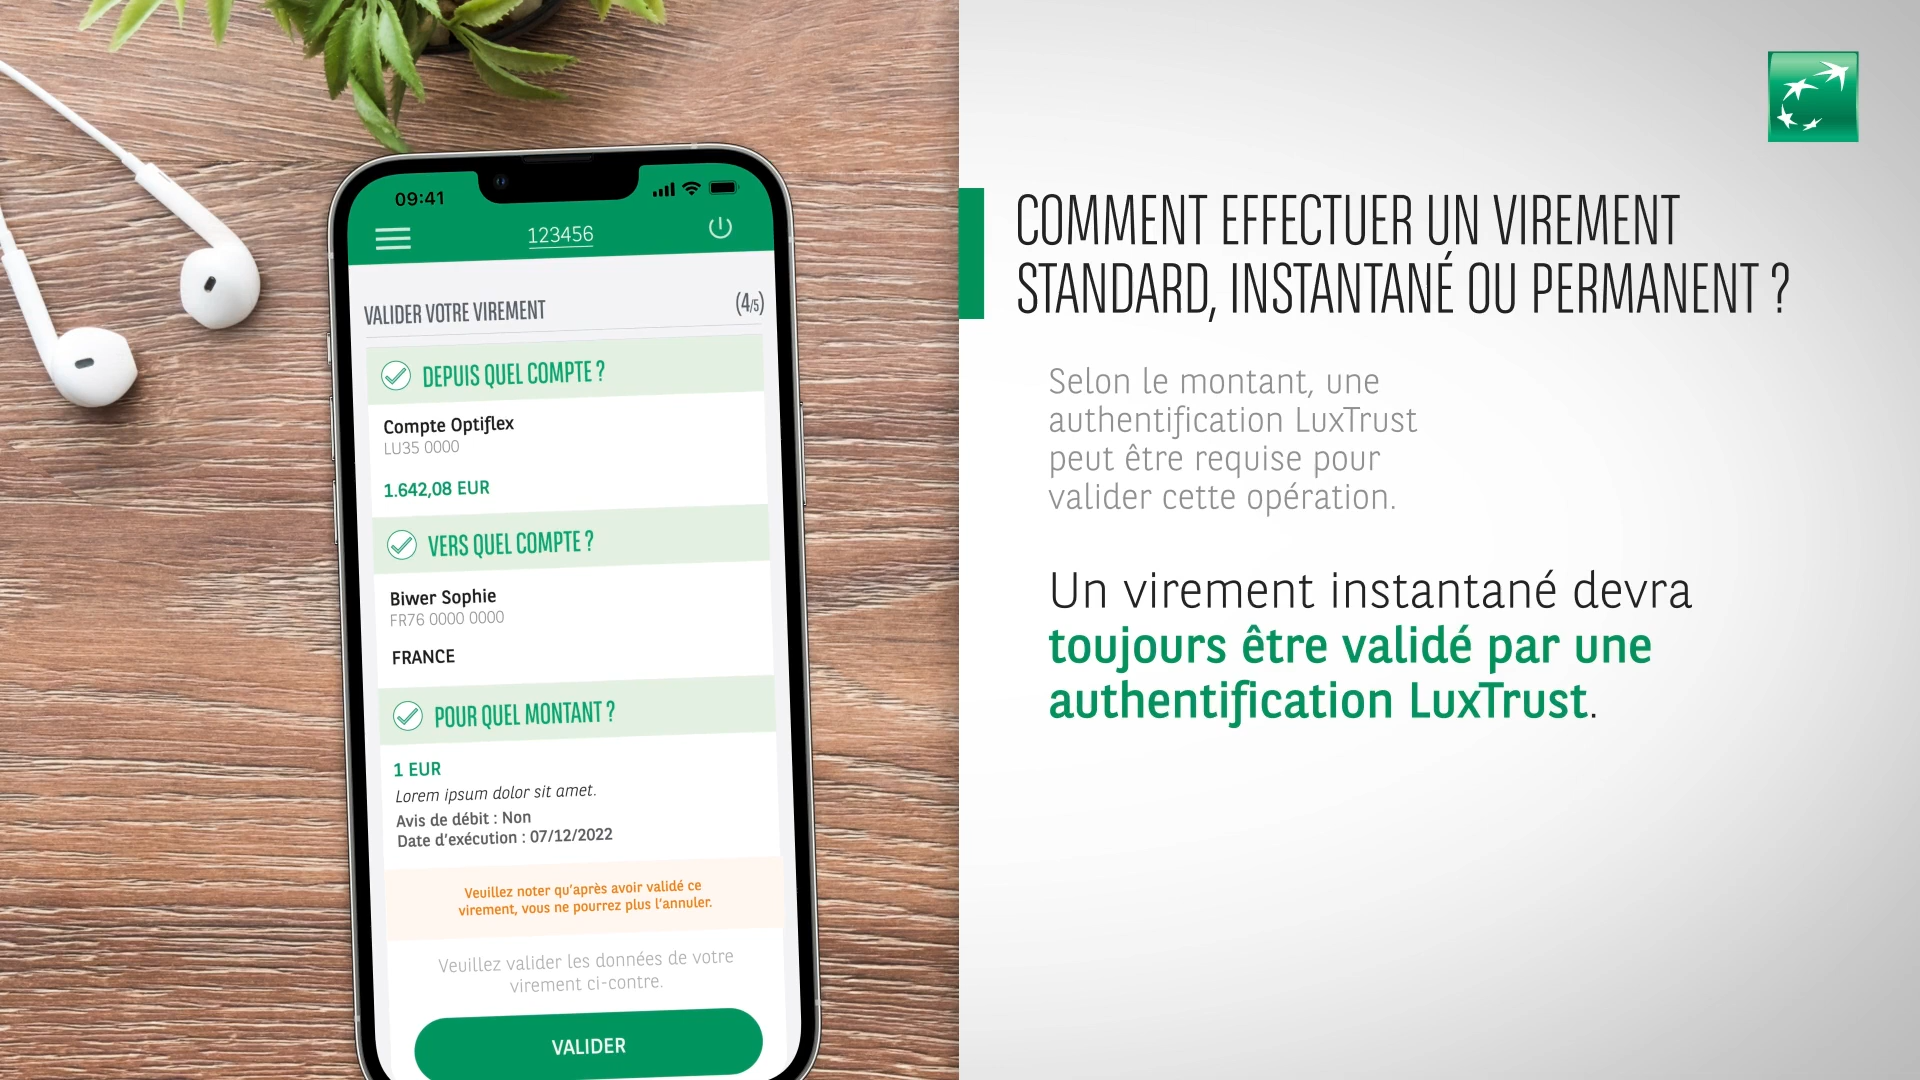 09:41
123456
VALIDER VOTRE VIREMENT (4/5)
DEPUIS QUEL COMPTE ?
Compte Optiflex
LU35 0000
1.642,08 EUR
VERS QUEL COMPTE ?
Biwer Sophie
FR76 0000 0000
FRANCE
POUR QUEL MONTANT ?
1 EUR
Lorem ipsum dolor sit amet.
Avis de débit : Non
Date d'exécution : 07/12/2022
Veuillez noter qu'après avoir validé ce
virement, vous ne pourrez plus l'annuler.
Veuillez valider les données de votre
virement ci-contre.
VALIDER
COMMENT EFFECTUER UN VIREMENT
STANDARD, INSTANTANÉ OU PERMANENT ?
Selon le montant, une
authentification LuxTrust
peut être requise pour
valider cette opération.
Un virement instantané devra
toujours être validé par une
authentification LuxTrust.